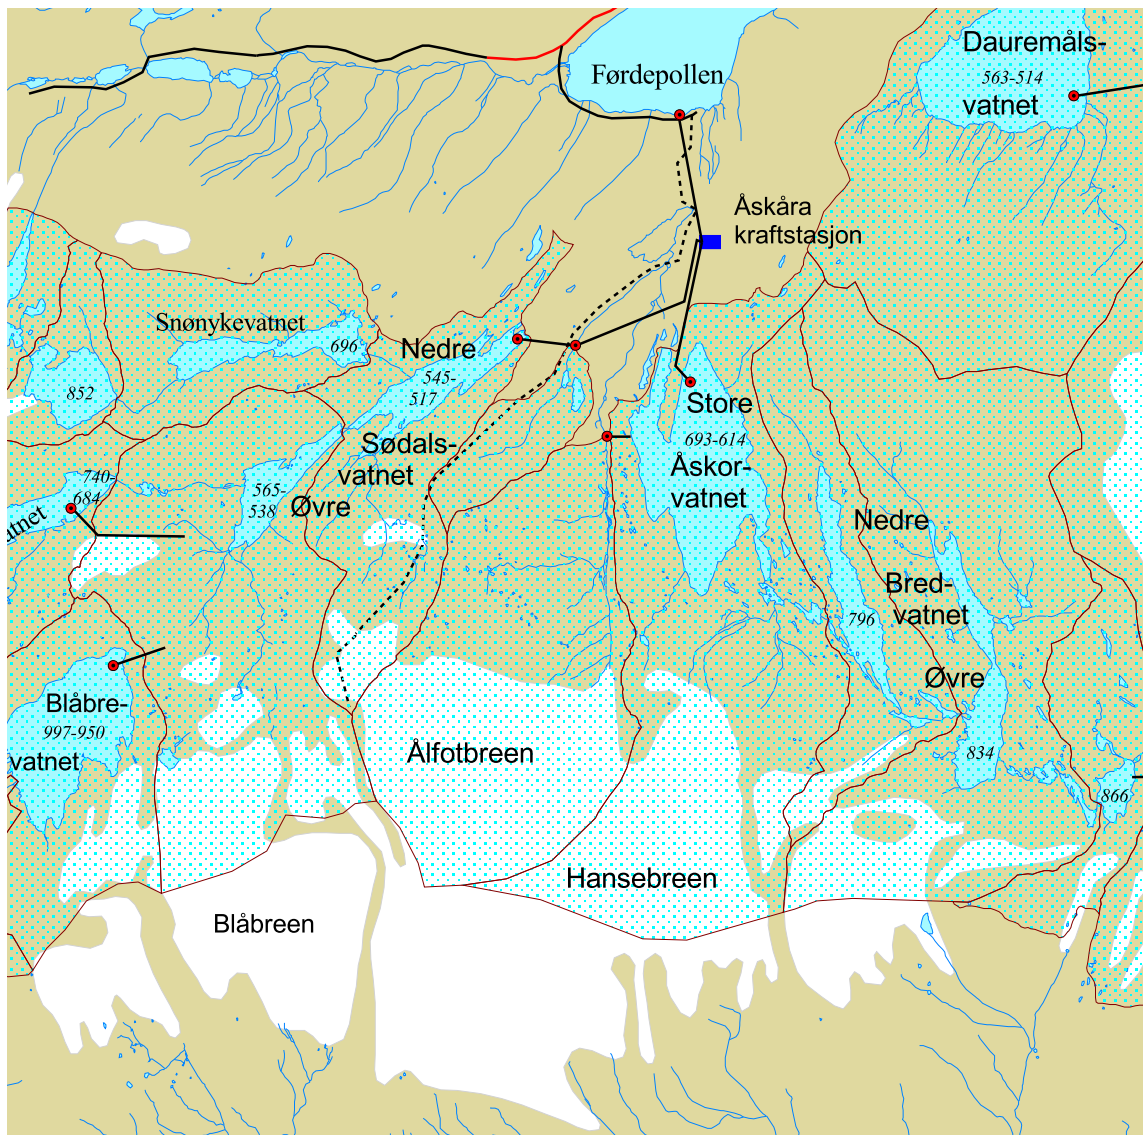 Dauremåls-
563-514
vatnet
Førdepollen
Åskåra
kraftstasjon
Snønykevatnet
696
852
Nedre
545-
517
Store
693-614
Åskor-
vatnet
Sødals-
vatnet
740-
684
atnet
565-
538
Øvre
Nedre
Bred-
vatnet
796
Øvre
834
866
Blåbre-
997-950
vatnet
Ålfotbreen
Hansebreen
Blåbreen